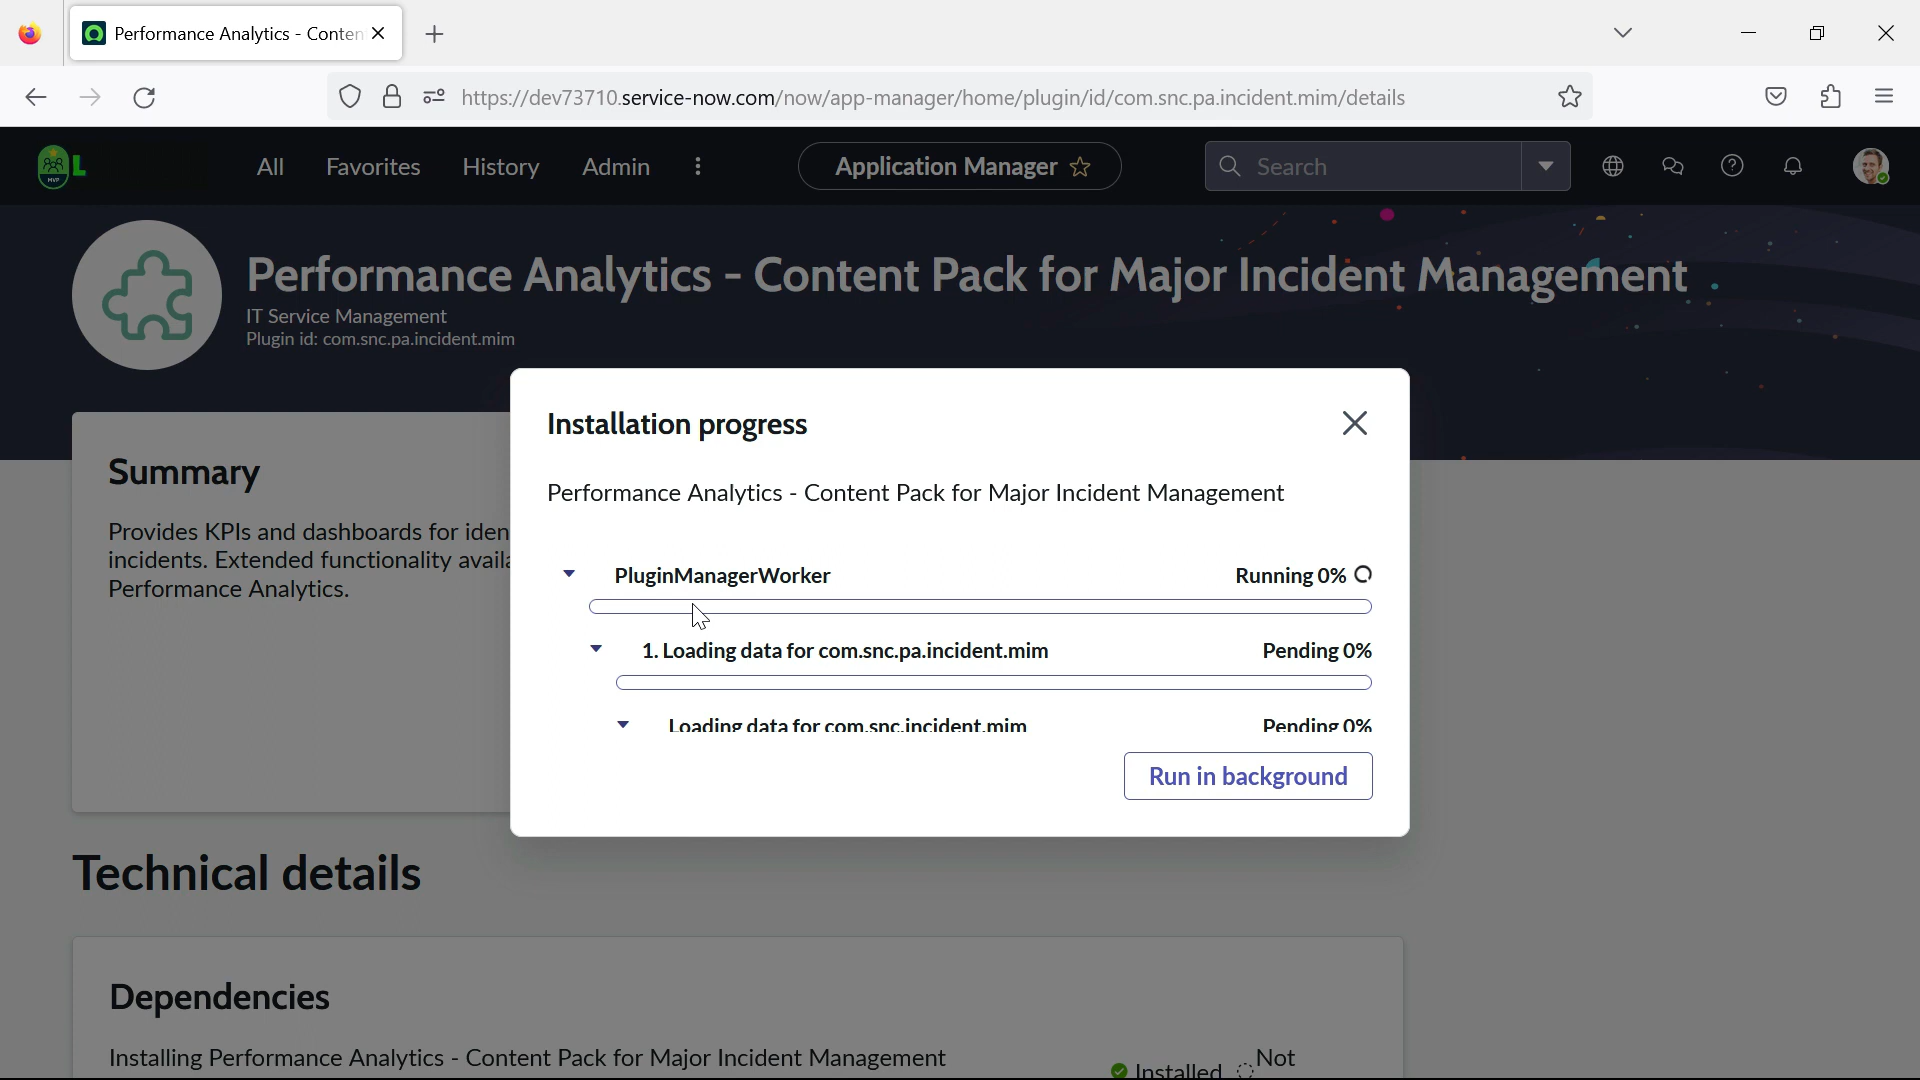 Performance Analytics - Conten
https://dev73710.service-now.com/now/app-manager/home/plugin/id/com.snc.pa.incident.mim/details
MVP
L
All
Favorites
History
Admin
Application Manager
Search
Performance Analytics - Content Pack for Major Incident Management
IT Service Management
Plugin id: com.snc.pa.incident.mim
Installation progress
Performance Analytics - Content Pack for Major Incident Management
PluginManagerWorker Running 0%
1. Loading data for com.snc.pa.incident.mim Pending 0%
Loading data for com.snc.incident.mim Pending 0%
Run in background
Summary
Provides KPIs and dashboards for iden
incidents. Extended functionality availa
Performance Analytics.
Technical details
Dependencies
Installing Performance Analytics - Content Pack for Major Incident Management
Installed
Not